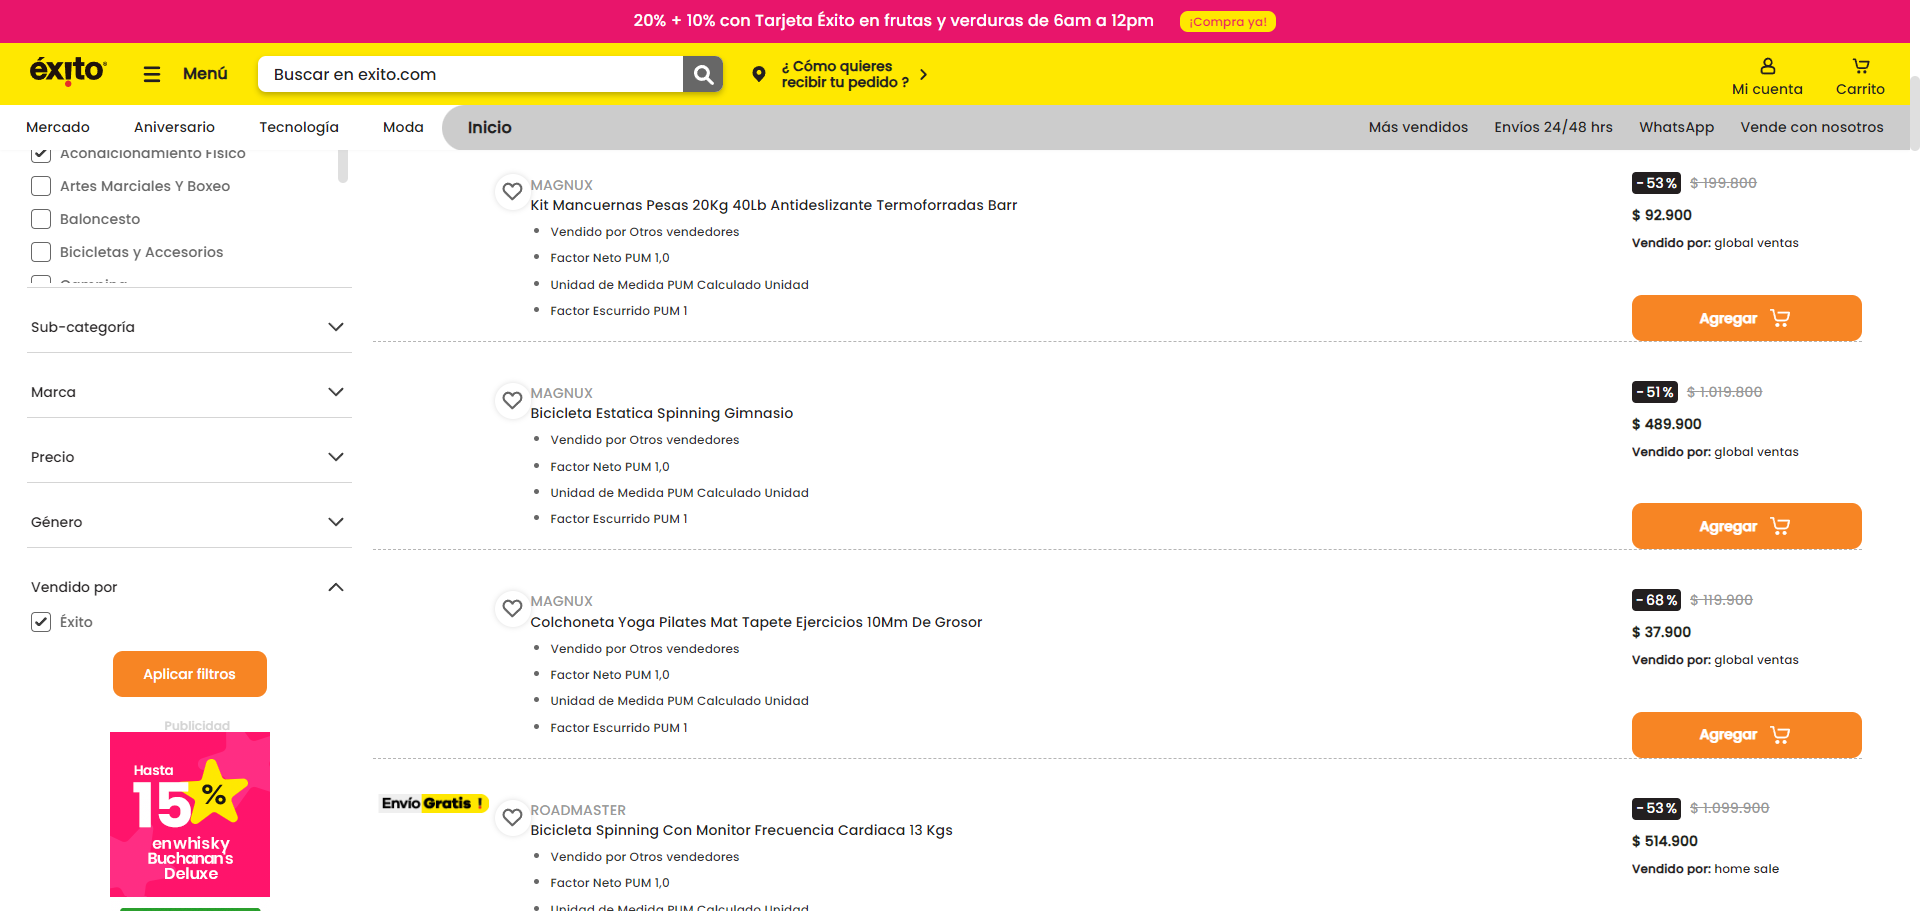 20% + 10% con Tarjeta Éxito en frutas y verduras de 6am a 12pm
¡Compra ya!
éxito
Menú
Buscar en exito.com
¿ Cómo quieres
recibir tu pedido ?
Mi cuenta
Carrito
Mercado
Aniversario
Tecnología
Moda
Inicio
Más vendidos
Envíos 24/48 hrs
WhatsApp
Vende con nosotros
Acondicionamiento Físico
Artes Marciales Y Boxeo
Baloncesto
Bicicletas y Accesorios
Sub-categoría
Marca
Precio
Género
Vendido por
Éxito
Aplicar filtros
Publicidad
Hasta
15%
en whisky
Buchanan's
Deluxe
MAGNUX
Kit Mancuernas Pesas 20Kg 40Lb Antideslizante Termoforradas Barr
Vendido por Otros vendedores
Factor Neto PUM 1,0
Unidad de Medida PUM Calculado Unidad
Factor Escurrido PUM 1
- 53 %
$ 199.800
$ 92.900
Vendido por: global ventas
Agregar
MAGNUX
Bicicleta Estatica Spinning Gimnasio
Vendido por Otros vendedores
Factor Neto PUM 1,0
Unidad de Medida PUM Calculado Unidad
Factor Escurrido PUM 1
- 51 %
$ 1.019.800
$ 489.900
Vendido por: global ventas
Agregar
MAGNUX
Colchoneta Yoga Pilates Mat Tapete Ejercicios 10Mm De Grosor
Vendido por Otros vendedores
Factor Neto PUM 1,0
Unidad de Medida PUM Calculado Unidad
Factor Escurrido PUM 1
- 68 %
$ 119.900
$ 37.900
Vendido por: global ventas
Agregar
Envío Gratis !
ROADMASTER
Bicicleta Spinning Con Monitor Frecuencia Cardiaca 13 Kgs
Vendido por Otros vendedores
Factor Neto PUM 1,0
Unidad de Medida PUM Calculado Unidad
- 53 %
$ 1.099.900
$ 514.900
Vendido por: home sale